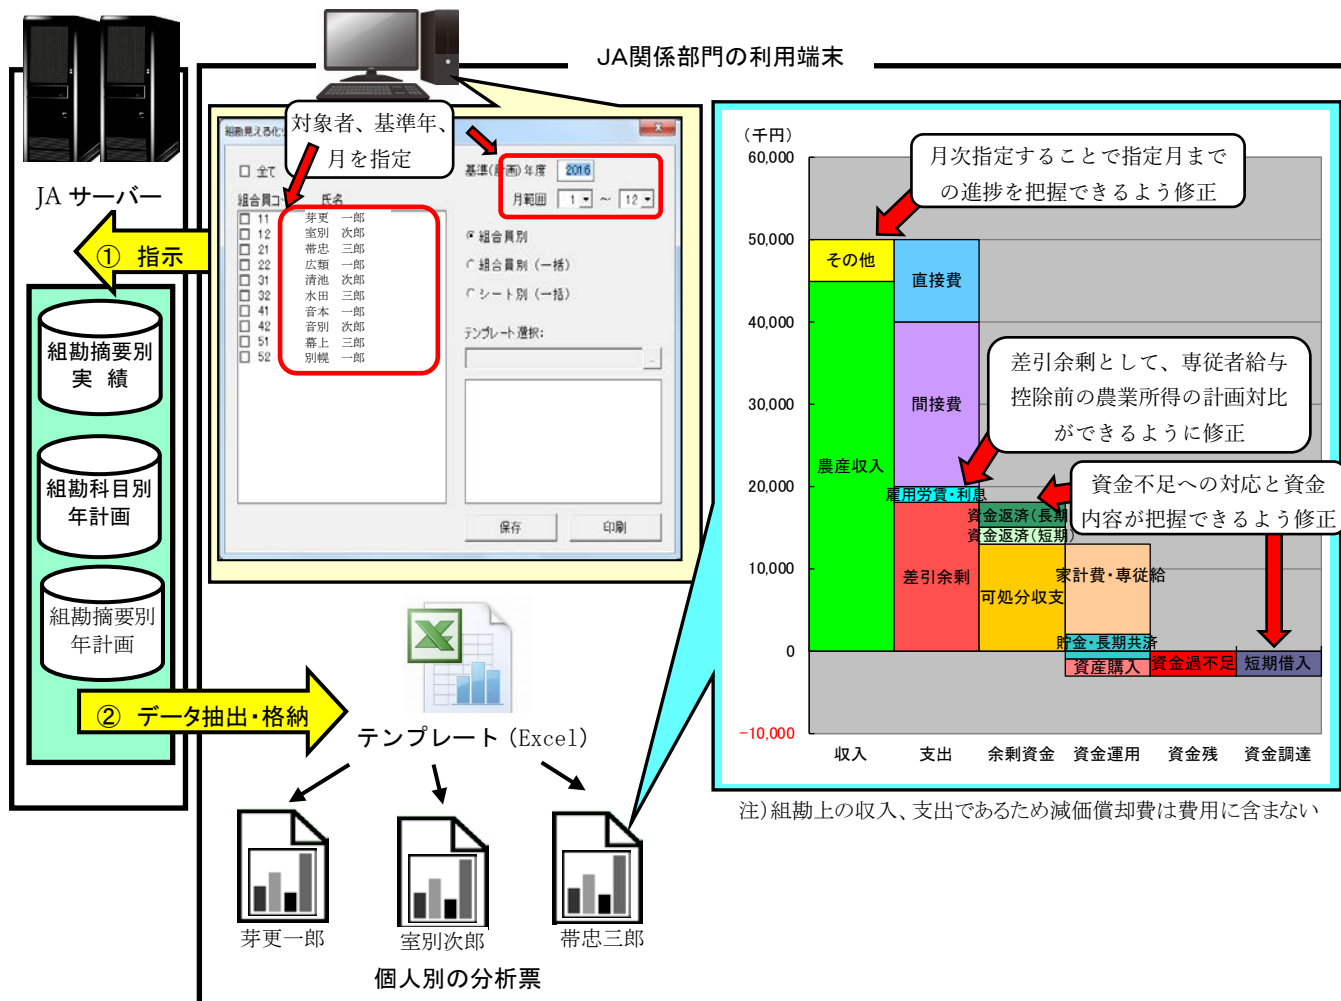 JA関係部門の利用端末
JA サーバー
① 指示
組勘摘要別
実 績
組勘科目別
年計画
組勘摘要別
年計画
② データ抽出・格納
対象者、基準年、
月を指定
組勘見える化
□ 全て
基準(計画)年度 2016
月範囲 1 ～ 12
組合員コ
氏名
11 芽更 一郎
12 室別 次郎
21 帯忠 三郎
22 広類 一郎
31 清池 次郎
32 水田 三郎
41 音本 一郎
42 音別 次郎
51 幕上 三郎
52 別幌 一郎
組合員別
組合員別（一括）
シート別（一括）
テンプレート選択:
...
保存
印刷
テンプレート（Excel）
芽更一郎
室別次郎
帯忠三郎
個人別の分析票
（千円）
60,000
50,000
40,000
30,000
20,000
10,000
0
−10,000
月次指定することで指定月まで
の進捗を把握できるよう修正
差引余剰として、専従者給与
控除前の農業所得の計画対比
ができるように修正
資金不足への対応と資金
内容が把握できるよう修正
その他
農産収入
直接費
間接費
雇用労賃・利息
差引余剰
資金返済（長期
資金返済（短期）
可処分収支
家計費・専従給
貯金・長期共済
資産購入
資金過不足
短期借入
収入
支出
余剰資金
資金運用
資金残
資金調達
注）組勘上の収入、支出であるため減価償却費は費用に含まない